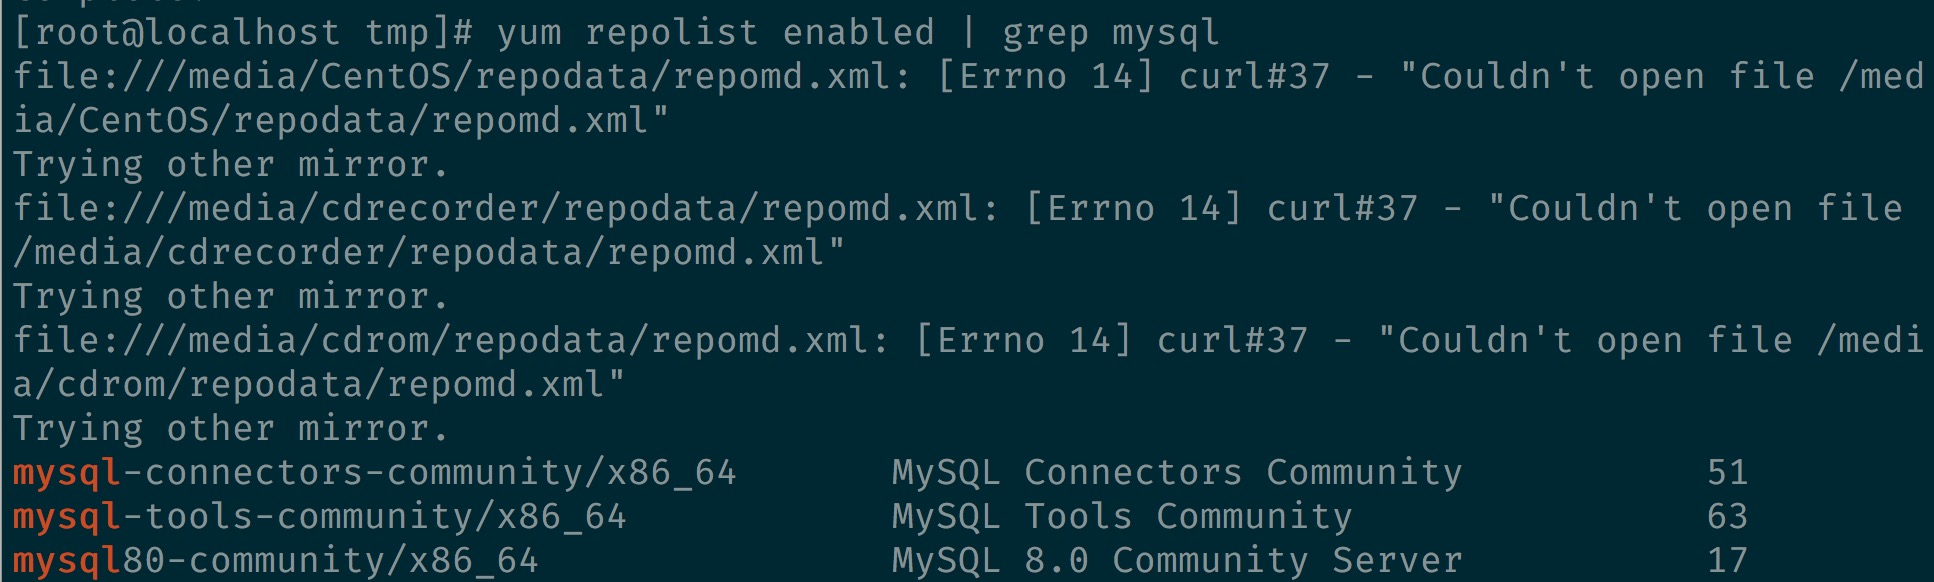 [root@localhost tmp]# yum repolist enabled | grep mysql
file:///media/CentOS/repodata/repomd.xml: [Errno 14] curl#37 - "Couldn't open file /med
ia/CentOS/repodata/repomd.xml"
Trying other mirror.
file:///media/cdrecorder/repodata/repomd.xml: [Errno 14] curl#37 - "Couldn't open file
/media/cdrecorder/repodata/repomd.xml"
Trying other mirror.
file:///media/cdrom/repodata/repomd.xml: [Errno 14] curl#37 - "Couldn't open file /medi
a/cdrom/repodata/repomd.xml"
Trying other mirror.
mysql-connectors-community/x86_64 MySQL Connectors Community 51
mysql-tools-community/x86_64 MySQL Tools Community 63
mysql80-community/x86_64 MySQL 8.0 Community Server 17